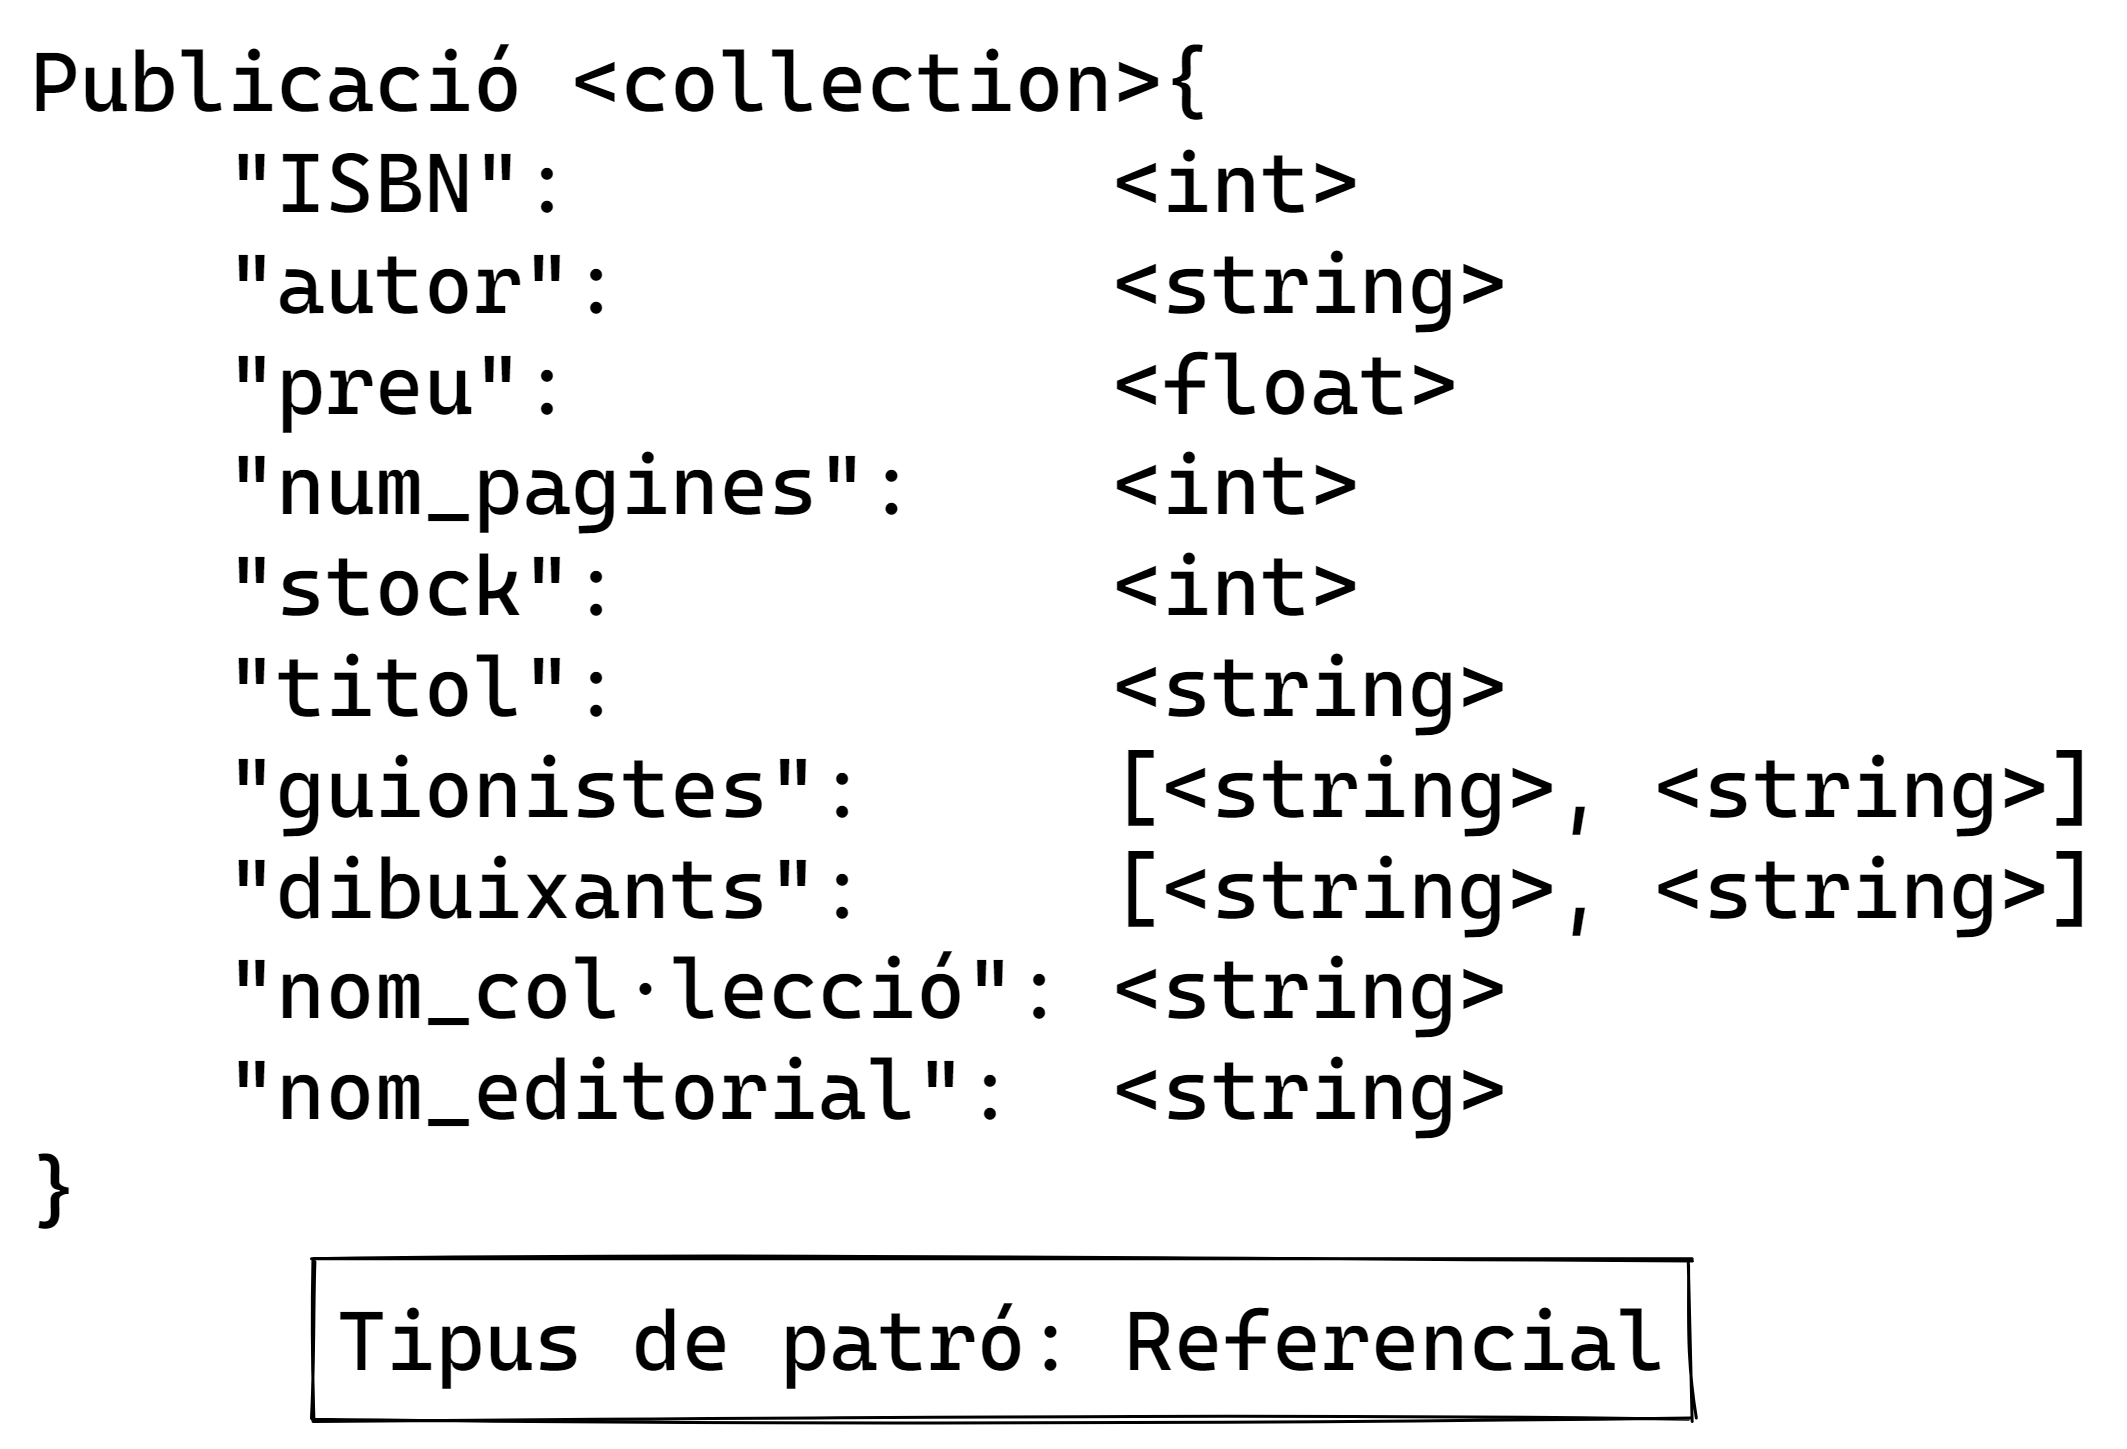 Publicació <collection>{
"ISBN": <int>
"autor": <string>
"preu": <float>
"num_pagines": <int>
"stock": <int>
"titol": <string>
"guionistes": [<string>, <string>]
"dibuixants": [<string>, <string>]
"nom_col·lecció": <string>
"nom_editorial": <string>
}
Tipus de patró: Referencial